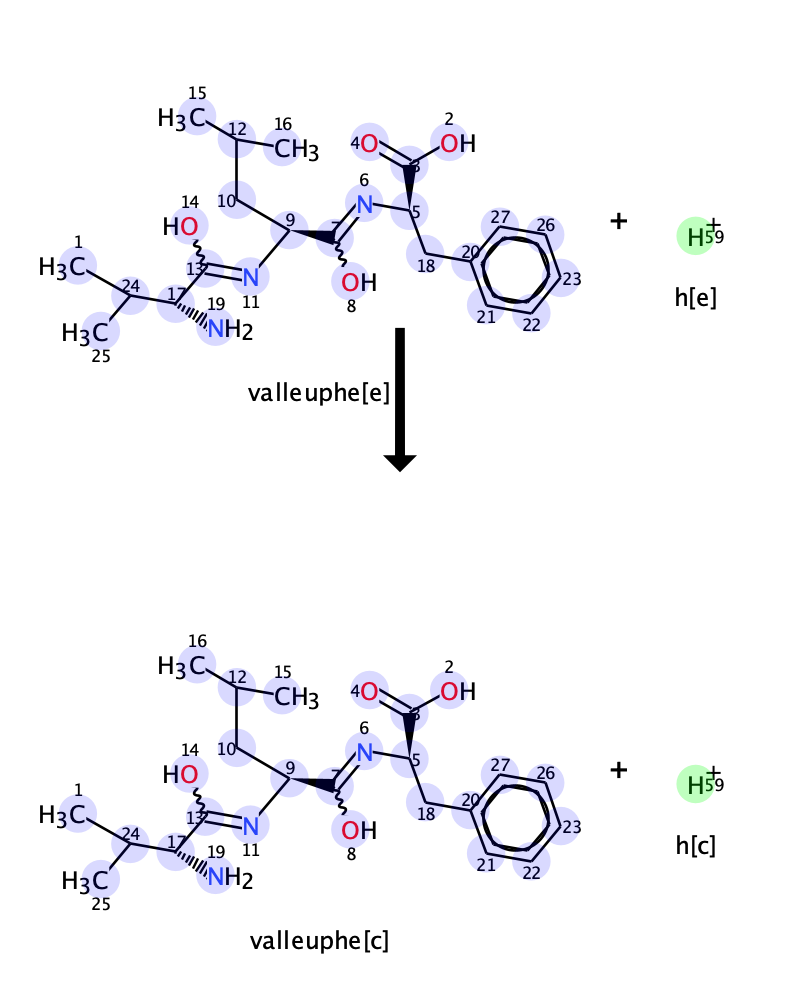 15
H3C
12
16
CH3
2
4O
OH
3
14
10
6
N
27
26
HO
9
5
1
7
H3C
13
N
OH
18
20
23
+
H+59
24
17
19
11
8
21
22
h[e]
H3C
NH2
25
valleuphe[e]
16
H3C
12
15
CH3
2
4O
OH
3
14
10
6
N
27
26
HO
9
5
1
7
H3C
13
N
OH
18
20
23
+
H+59
24
17
19
11
8
21
22
h[c]
H3C
NH2
25
valleuphe[c]